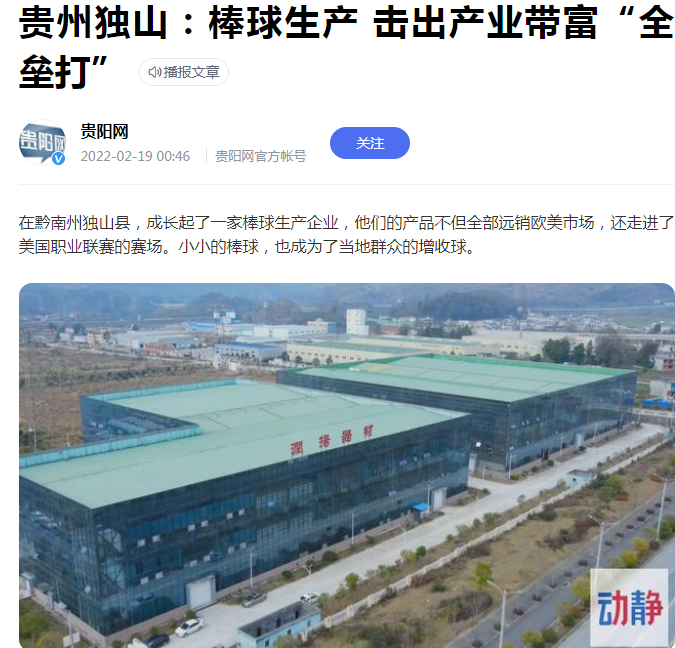 贵州独山：棒球生产 击出产业带富“全
垒打”
播报文章
贵阳网
贵阳网
2022-02-19 00:46
贵阳网官方帐号
关注
在黔南州独山县，成长起了一家棒球生产企业，他们的产品不但全部远销欧美市场，还走进了
美国职业联赛的赛场。小小的棒球，也成为了当地群众的增收球。
器材
动静